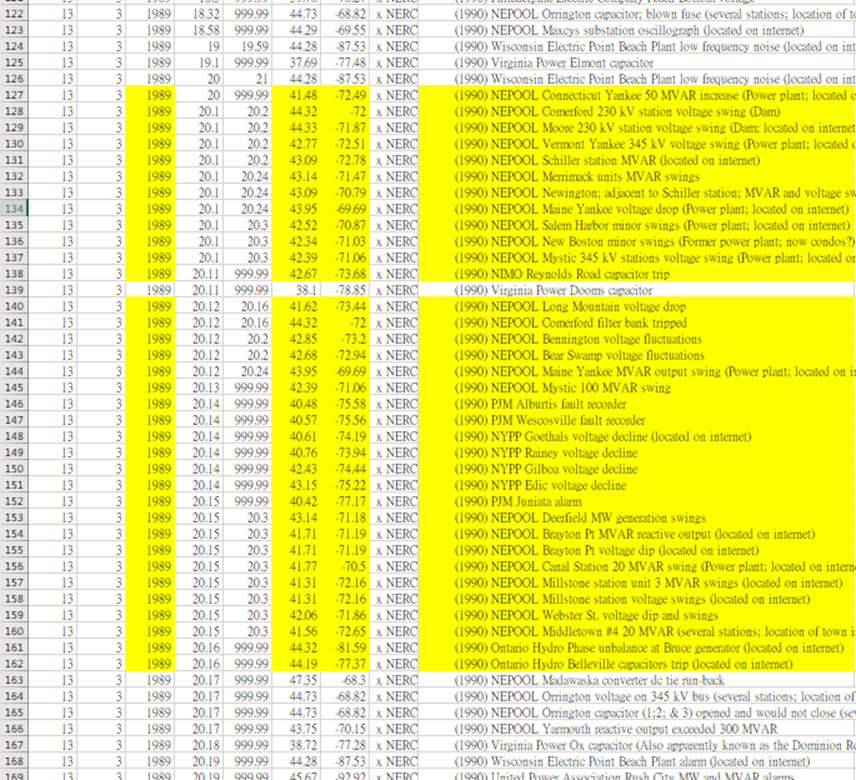 122 13 3 1989 18.32 999.99 44.73 -68.82 x NERC (1990) NEPOOL Orrington capacitor; blown fuse (several stations; location of
123 13 3 1989 18.58 999.99 44.29 -69.55 x NERC (1990) NEPOOL Maxcys substation oscillograph (located on internet)
124 13 3 1989 19 19.59 44.28 -87.53 x NERC (1990) Wisconsin Electric Point Beach Plant low frequency noise (located on int
125 13 3 1989 19.1 999.99 37.69 -77.48 x NERC (1990) Virginia Power Elmont capacitor
126 13 3 1989 20 21 44.28 -87.53 x NERC (1990) Wisconsin Electric Point Beach Plant low frequency noise (located on int
127 13 3 1989 20 999.99 41.48 -72.49 x NERC (1990) NEPOOL Connecticut Yankee 50 MVAR increase (Power plant; located
128 13 3 1989 20.1 20.2 44.32 -72 x NERC (1990) NEPOOL Comerford 230 kV station voltage swing (Dam)
129 13 3 1989 20.1 20.2 44.33 -71.87 x NERC (1990) NEPOOL Moore 230 kV station voltage swing (Dam; located on internet
130 13 3 1989 20.1 20.2 42.77 -72.51 x NERC (1990) NEPOOL Vermont Yankee 345 kV voltage swing (Power plant; located
131 13 3 1989 20.1 20.2 43.09 -72.78 x NERC (1990) NEPOOL Schiller station MVAR (located on internet)
132 13 3 1989 20.1 20.24 43.14 -71.47 x NERC (1990) NEPOOL Merrimack units MVAR swings
133 13 3 1989 20.1 20.24 43.09 -70.79 x NERC (1990) NEPOOL Newington; adjacent to Schiller station; MVAR and voltage sw
134 13 3 1989 20.1 20.24 43.95 -69.69 x NERC (1990) NEPOOL Maine Yankee voltage drop (Power plant; located on internet)
135 13 3 1989 20.1 20.3 42.52 -70.87 x NERC (1990) NEPOOL Salem Harbor minor swings (Power plant; located on internet)
136 13 3 1989 20.1 20.3 42.34 -71.03 x NERC (1990) NEPOOL New Boston minor swings (Former power plant; now condos?)
137 13 3 1989 20.1 20.3 42.39 -71.06 x NERC (1990) NEPOOL Mystic 345 kV stations voltage swing (Power plant; located on
138 13 3 1989 20.11 999.99 42.67 -73.68 x NERC (1990) NIMO Reynolds Road capacitor trip
139 13 3 1989 20.11 999.99 38.1 -78.85 x NERC (1990) Virginia Power Dooms capacitor
140 13 3 1989 20.12 20.16 41.62 -73.44 x NERC (1990) NEPOOL Long Mountain voltage drop
141 13 3 1989 20.12 20.16 44.32 -72 x NERC (1990) NEPOOL Comerford filter bank tripped
142 13 3 1989 20.12 20.2 42.85 -73.2 x NERC (1990) NEPOOL Bennington voltage fluctuations
143 13 3 1989 20.12 20.2 42.68 -72.94 x NERC (1990) NEPOOL Bear Swamp voltage fluctuations
144 13 3 1989 20.12 20.24 43.95 -69.69 x NERC (1990) NEPOOL Maine Yankee MVAR output swing (Power plant; located on i
145 13 3 1989 20.13 999.99 42.39 -71.06 x NERC (1990) NEPOOL Mystic 100 MVAR swing
146 13 3 1989 20.14 999.99 40.48 -75.58 x NERC (1990) PJM Alburtis fault recorder
147 13 3 1989 20.14 999.99 40.57 -75.56 x NERC (1990) PJM Wescosville fault recorder
148 13 3 1989 20.14 999.99 40.61 -74.19 x NERC (1990) NYPP Goethals voltage decline (located on internet)
149 13 3 1989 20.14 999.99 40.76 -73.94 x NERC (1990) NYPP Rainey voltage decline
150 13 3 1989 20.14 999.99 42.43 -74.44 x NERC (1990) NYPP Gilboa voltage decline
151 13 3 1989 20.14 999.99 43.15 -75.22 x NERC (1990) NYPP Edic voltage decline
152 13 3 1989 20.15 999.99 40.42 -77.17 x NERC (1990) PJM Juniata alarm
153 13 3 1989 20.15 20.3 43.14 -71.18 x NERC (1990) NEPOOL Deerfield MW generation swings
154 13 3 1989 20.15 20.3 41.71 -71.19 x NERC (1990) NEPOOL Brayton Pt MVAR reactive output (located on internet)
155 13 3 1989 20.15 20.3 41.71 -71.19 x NERC (1990) NEPOOL Brayton Pt voltage dip (located on internet)
156 13 3 1989 20.15 20.3 41.77 -70.5 x NERC (1990) NEPOOL Canal Station 20 MVAR swing (Power plant; located on intern
157 13 3 1989 20.15 20.3 41.31 -72.16 x NERC (1990) NEPOOL Millstone station unit 3 MVAR swings (located on internet)
158 13 3 1989 20.15 20.3 41.31 -72.16 x NERC (1990) NEPOOL Millstone station voltage swings (located on internet)
159 13 3 1989 20.15 20.3 42.06 -71.86 x NERC (1990) NEPOOL Webster St. voltage dip and swings
160 13 3 1989 20.15 20.3 41.56 -72.65 x NERC (1990) NEPOOL Middletown #4 20 MVAR (several stations; location of town i
161 13 3 1989 20.16 999.99 44.32 -81.59 x NERC (1990) Ontario Hydro Phase unbalance at Bruce generator (located on internet)
162 13 3 1989 20.16 999.99 44.19 -77.37 x NERC (1990) Ontario Hydro Belleville capacitors trip (located on internet)
163 13 3 1989 20.17 999.99 47.35 -68.3 x NERC (1990) NEPOOL Madawaska converter dc tie run-back
164 13 3 1989 20.17 999.99 44.73 -68.82 x NERC (1990) NEPOOL Orrington voltage on 345 kV bus (several stations; location of
165 13 3 1989 20.17 999.99 44.73 -68.82 x NERC (1990) NEPOOL Orrington capacitor (1;2; & 3) opened and would not close (sev
166 13 3 1989 20.17 999.99 43.75 -70.15 x NERC (1990) NEPOOL Yarmouth reactive output exceeded 300 MVAR
167 13 3 1989 20.18 999.99 38.72 -77.28 x NERC (1990) Virginia Power Ox capacitor (Also apparently known as the Dominion R
168 13 3 1989 20.19 999.99 44.28 -87.53 x NERC (1990) Wisconsin Electric Point Beach Plant alarm (located on internet)
169 13 3 1989 20.19 999.99 45.67 -92.92 x NERC (1990) United Power Association Rush City MW and MVAR alarms